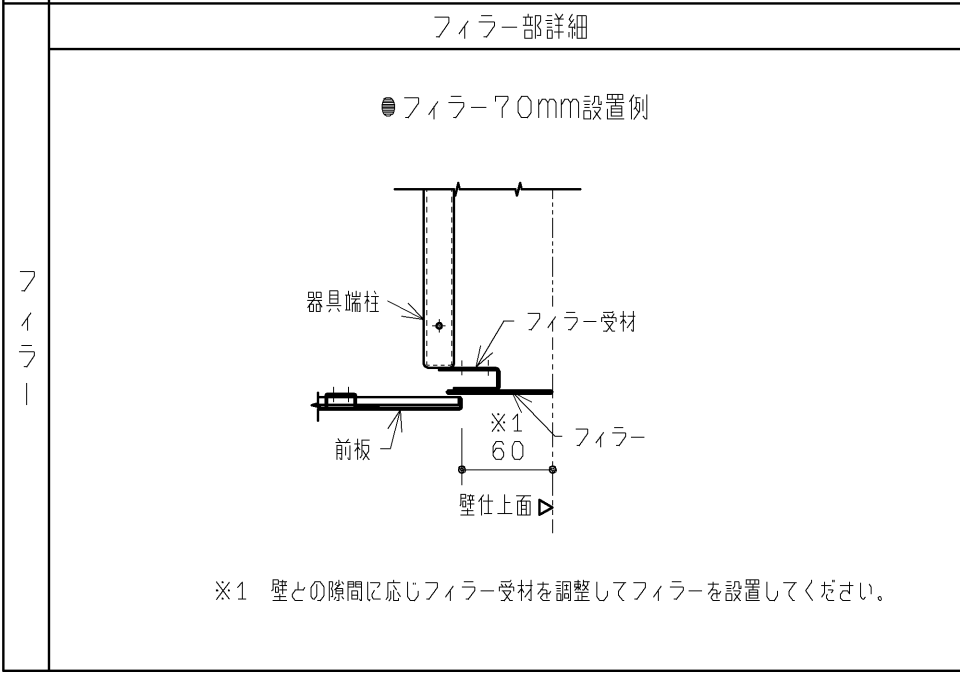 フィラー部詳細
フィラー
●フィラー70mm設置例
器具端柱
フィラー受材
※1
60
フィラー
前板
壁仕上面
※1 壁との隙間に応じフィラー受材を調整してフィラーを設置してください。